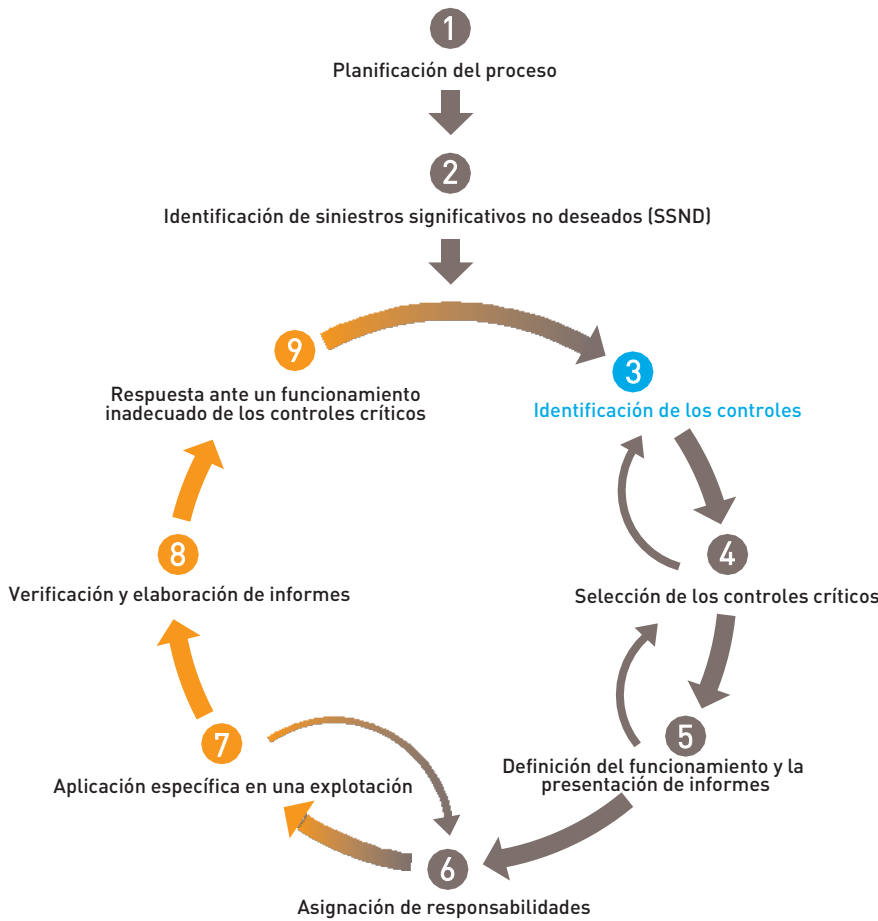 1
Planificación del proceso
2
Identificación de siniestros significativos no deseados (SSND)
3
Identificación de los controles
4
Selección de los controles críticos
5
Definición del funcionamiento y la
presentación de informes
6
Asignación de responsabilidades
7
Aplicación específica en una explotación
8
Verificación y elaboración de informes
9
Respuesta ante un funcionamiento
inadecuado de los controles críticos